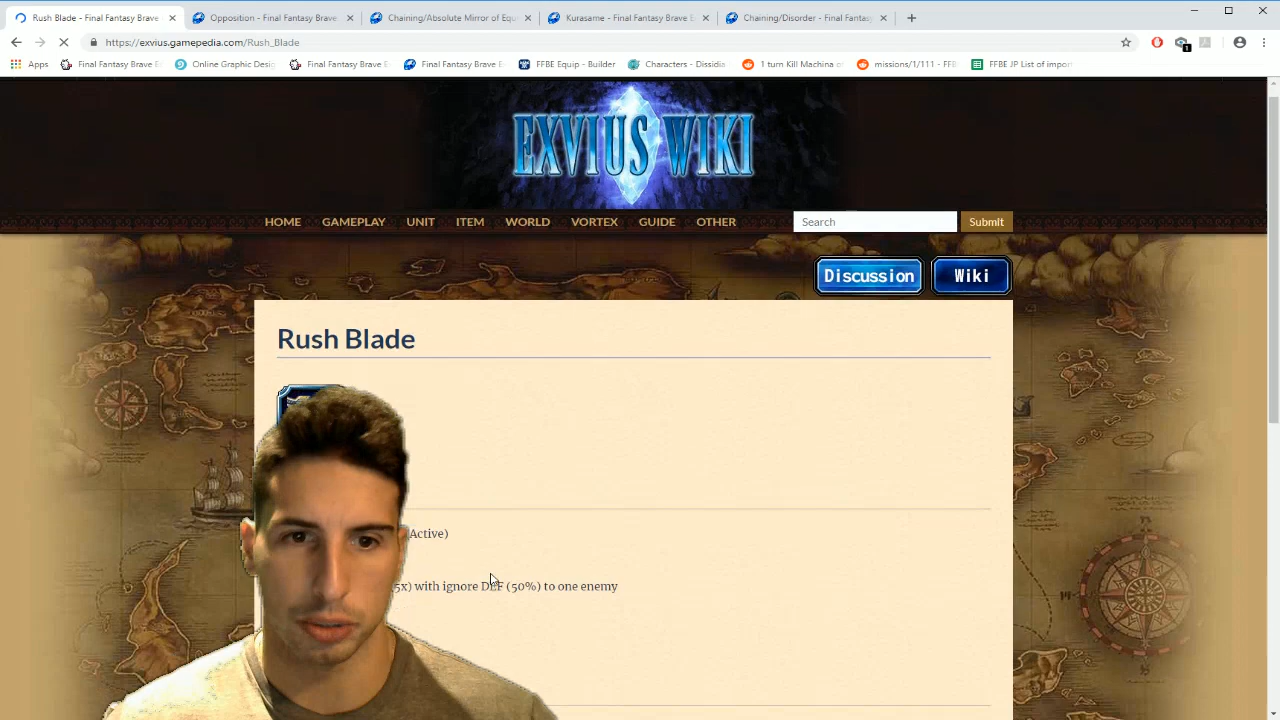 Rush Blade - Final Fantasy Brave
Opposition - Final Fantasy Brave
Chaining/Absolute Mirror of Equ
Kurasame - Final Fantasy Brave E
Chaining/Disorder - Final Fantasy
https://exvius.gamepedia.com/Rush_Blade
Apps
Final Fantasy Brave E
Online Graphic Desig
Final Fantasy Brave E
Final Fantasy Brave E
FFBE Equip - Builder
Characters - Dissidia
1 turn Kill Machina o
missions/1/111 - FFB
FFBE JP List of impor
EXVIUS WIKI
HOME GAMEPLAY UNIT ITEM WORLD VORTEX GUIDE OTHER Search Submit
Discussion Wiki
Rush Blade
Active)
5x) with ignore DEF (50%) to one enemy